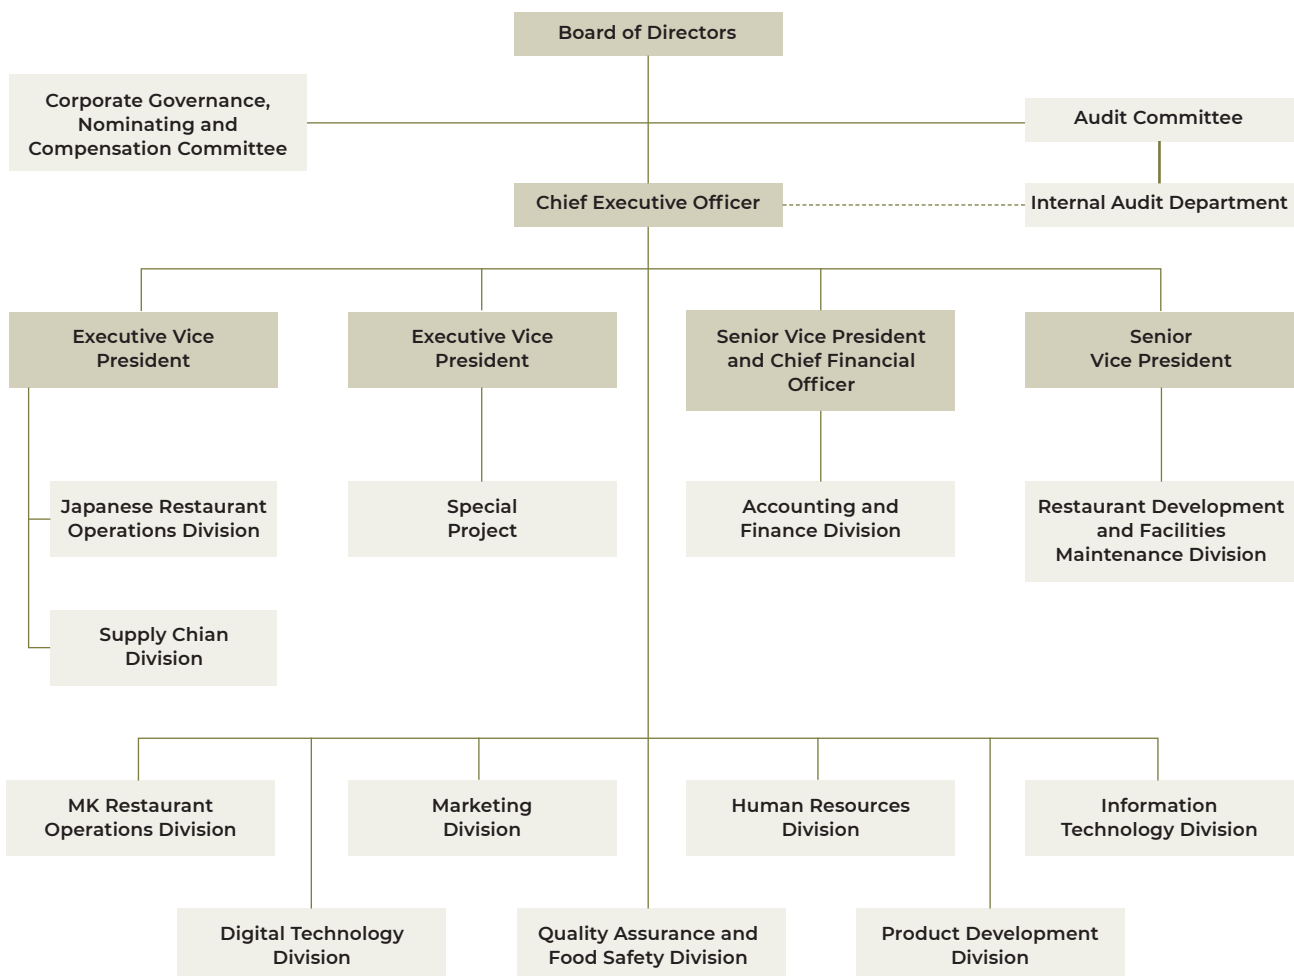 Board of Directors
Corporate Governance,
Nominating and
Compensation Committee
Audit Committee
Chief Executive Officer
Internal Audit Department
Executive Vice
President
Executive Vice
President
Senior Vice President
and Chief Financial
Officer
Senior
Vice President
Japanese Restaurant
Operations Division
Special
Project
Accounting and
Finance Division
Restaurant Development
and Facilities
Maintenance Division
Supply Chian
Division
MK Restaurant
Operations Division
Marketing
Division
Human Resources
Division
Information
Technology Division
Digital Technology
Division
Quality Assurance and
Food Safety Division
Product Development
Division